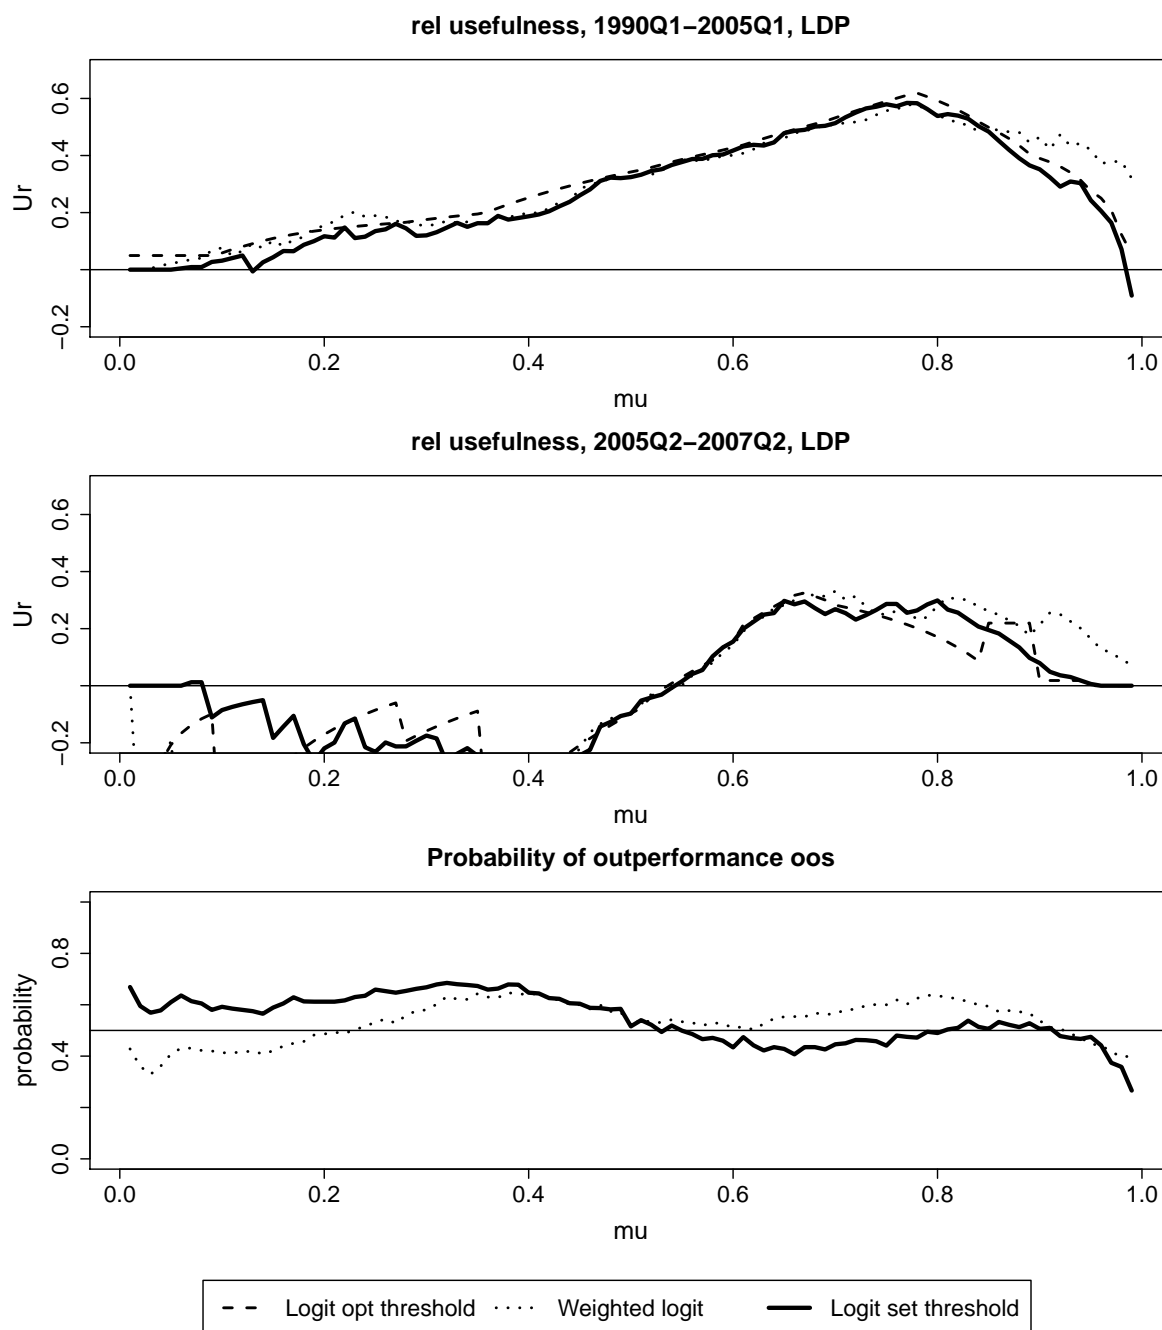 rel usefulness, 1990Q1−2005Q1, LDP
Ur
−0.2 0.2 0.4 0.6
0.0 0.2 0.4 0.6 0.8 1.0
mu
rel usefulness, 2005Q2−2007Q2, LDP
Ur
−0.2 0.2 0.4 0.6
0.0 0.2 0.4 0.6 0.8 1.0
mu
Probability of outperformance oos
probability
0.0 0.4 0.8
0.0 0.2 0.4 0.6 0.8 1.0
mu
Logit opt threshold Weighted logit Logit set threshold